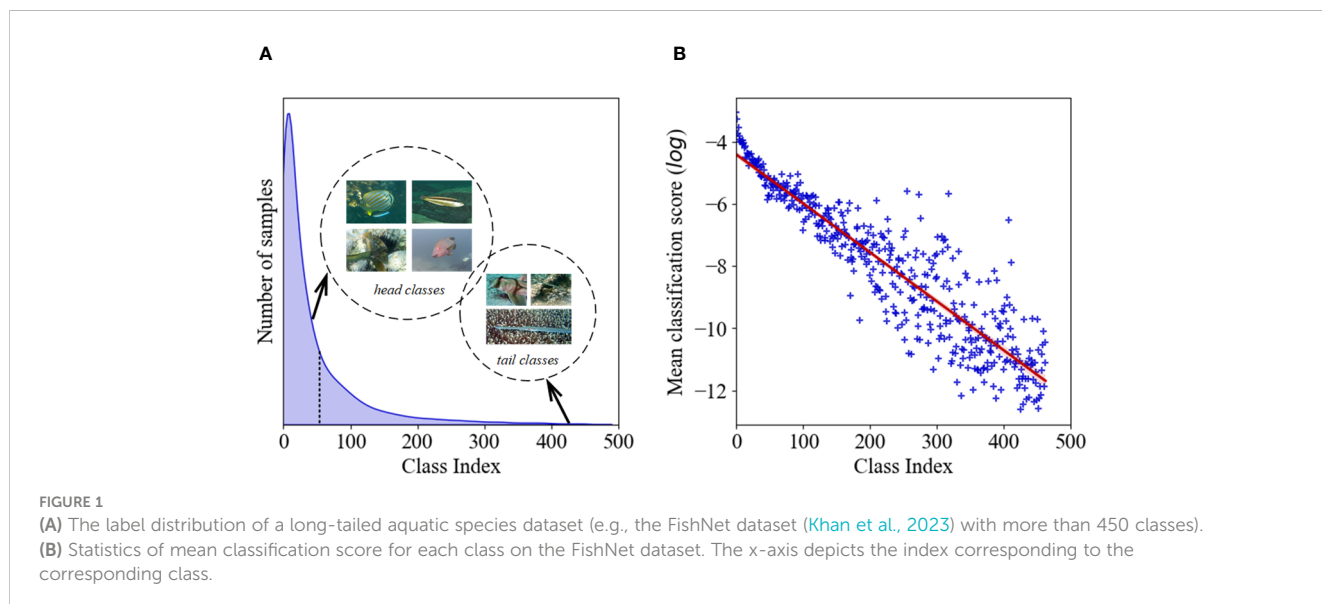 A
B
Number of samples
head classes
tail classes
0
100
200
300
400
500
Class Index
Mean classification score (log)
−4
−6
−8
−10
−12
0
100
200
300
400
500
Class Index
FIGURE 1
(A) The label distribution of a long-tailed aquatic species dataset (e.g., the FishNet dataset (Khan et al., 2023) with more than 450 classes).
(B) Statistics of mean classification score for each class on the FishNet dataset. The x-axis depicts the index corresponding to the
corresponding class.